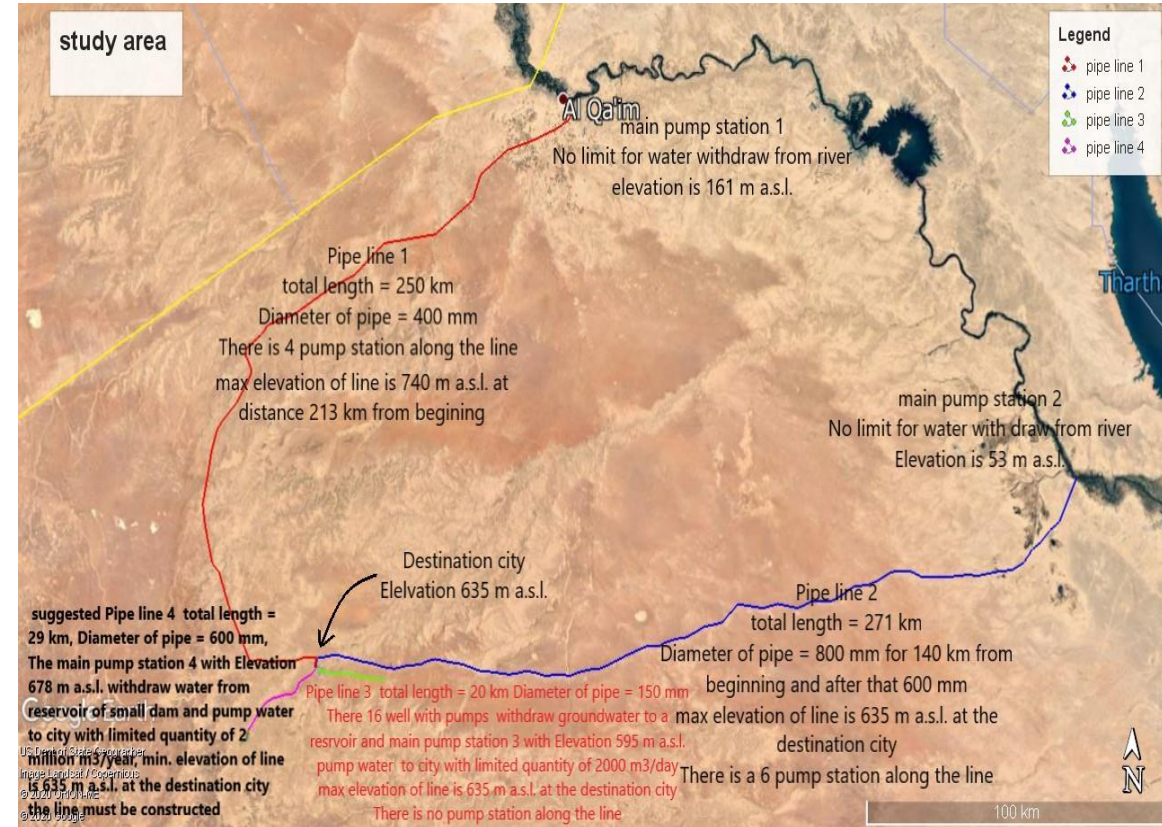 study area
Legend
pipe line 1
pipe line 2
pipe line 3
pipe line 4
Al Qa'im
main pump station 1
No limit for water withdraw from river
elevation is 161 m a.s.l.
Pipe line 1
total length = 250 km
Diameter of pipe = 400 mm
There is 4 pump station along the line
max elevation of line is 740 m a.s.l. at
distance 213 km from begining
Tharth
main pump station 2
No limit for water with draw from river
Elevation is 53 m a.s.l.
Destination city
Elelvation 635 m a.s.l.
Pipe line 2
total length = 271 km
Diameter of pipe = 800 mm for 140 km from
beginning and after that 600 mm
max elevation of line is 635 m a.s.l. at the
destination city
There is a 6 pump station along the line
suggested Pipe line 4 total length =
29 km, Diameter of pipe = 600 mm,
The main pump station 4 with Elevation
678 m a.s.l. withdraw water from
reservoir of small dam and pump water
to city with limited quantity of 2
million m3/year, min. elevation of line
is 635 m a.s.l. at the destination city
the line must be constructed
Pipe line 3 total length = 20 km Diameter of pipe = 150 mm
There 16 well with pumps withdraw groundwater to a
resrvoir and main pump station 3 with Elevation 595 m a.s.l.
pump water to city with limited quantity of 2000 m3/day
max elevation of line is 635 m a.s.l. at the destination city
There is no pump station along the line
Google Earth
US Dept of State Geographer
Image Landsat / Copernicus
© 2020 ORION-ME
© 2020 Google
N
100 km